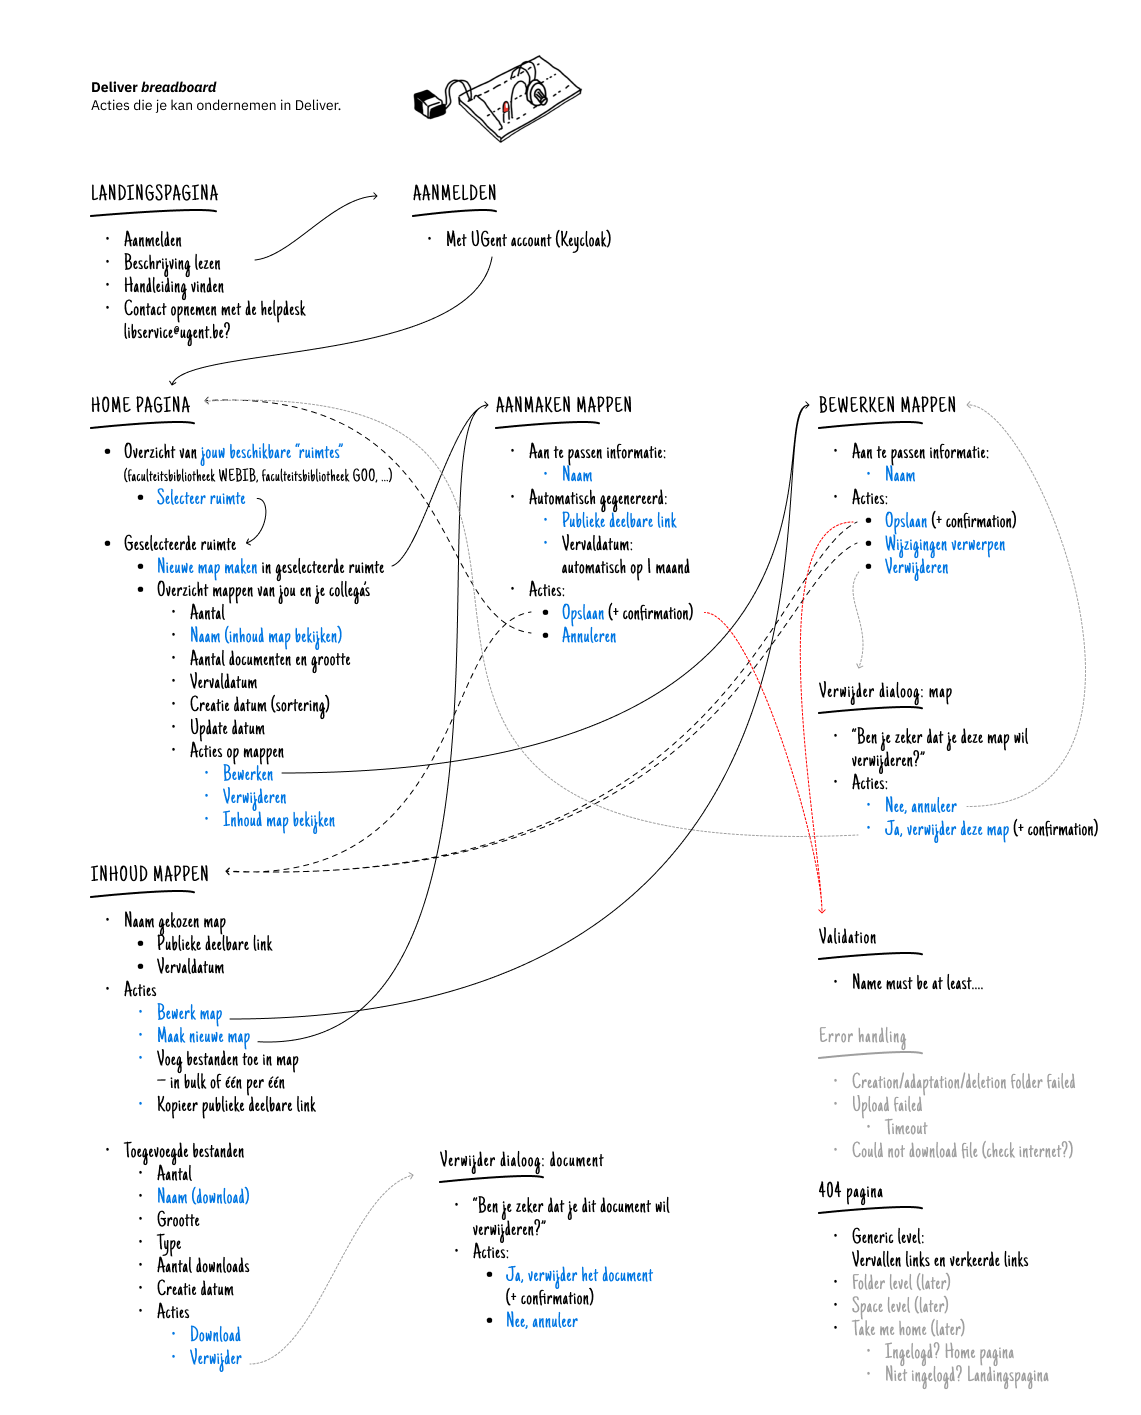 Deliver breadboard
Acties die je kan ondernemen in Deliver.
LANDINGSPAGINA
Aanmelden
Beschrijving lezen
Handleiding vinden
Contact opnemen met de helpdesk
libservice@ugent.be?
AANMELDEN
Met UGent account (Keycloak)
HOME PAGINA
Overzicht van jouw beschikbare "ruimtes"
(faculteitsbibliotheek WEBIB, faculteitsbibliotheek GOO, ...)
Selecteer ruimte
Geselecteerde ruimte
Nieuwe map maken in geselecteerde ruimte
Overzicht mappen van jou en je collega's
Aantal
Naam (inhoud map bekijken)
Aantal documenten en grootte
Vervaldatum
Creatie datum (sortering)
Update datum
Acties op mappen
Bewerken
Verwijderen
Inhoud map bekijken
AANMAKEN MAPPEN
Aan te passen informatie:
Naam
Automatisch gegenereerd:
Publieke deelbare link
Vervaldatum:
automatisch op 1 maand
Acties:
Opslaan (+ confirmation)
Annuleren
BEWERKEN MAPPEN
Aan te passen informatie:
Naam
Acties:
Opslaan (+ confirmation)
Wijzigingen verwerpen
Verwijderen
Verwijder dialoog: map
"Ben je zeker dat je deze map wil
verwijderen?"
Acties:
Nee, annuleer
Ja, verwijder deze map (+ confirmation)
INHOUD MAPPEN
Naam gekozen map
Publieke deelbare link
Vervaldatum
Acties
Bewerk map
Maak nieuwe map
Voeg bestanden toe in map
– in bulk of één per één
Kopieer publieke deelbare link
Toegevoegde bestanden
Aantal
Naam (download)
Grootte
Type
Aantal downloads
Creatie datum
Acties
Download
Verwijder
Verwijder dialoog: document
"Ben je zeker dat je dit document wil
verwijderen?"
Acties:
Ja, verwijder het document
(+ confirmation)
Nee, annuleer
Validation
Name must be at least....
Error handling
Creation/adaptation/deletion folder failed
Upload failed
Timeout
Could not download file (check internet?)
404 pagina
Generic level:
Vervallen links en verkeerde links
Folder level (later)
Space level (later)
Take me home (later)
Ingelogd? Home pagina
Niet ingelogd? Landingspagina